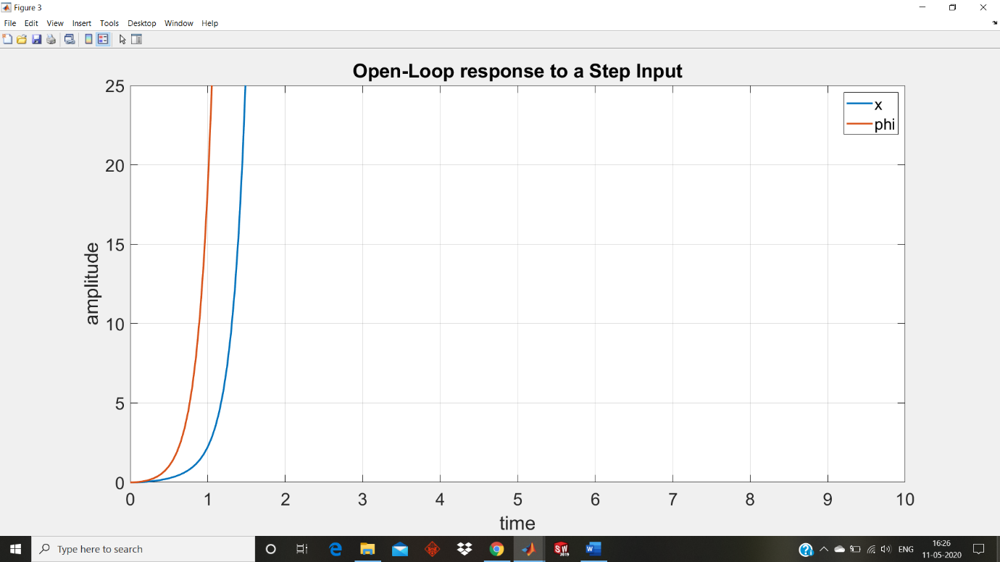 Figure 3
File Edit View Insert Tools Desktop Window Help
Open-Loop response to a Step Input
25
20
15
10
5
0
amplitude
x
phi
0 1 2 3 4 5 6 7 8 9 10
time
Type here to search
SW
2019
ENG
16:26
11-05-2020